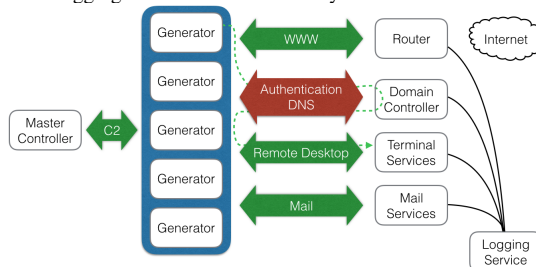 Generator
WWW
Router
Internet
Generator
Authentication
DNS
Domain
Controller
Master
Controller
C2
Generator
Remote Desktop
Terminal
Services
Generator
Mail
Mail
Services
Generator
Logging
Service